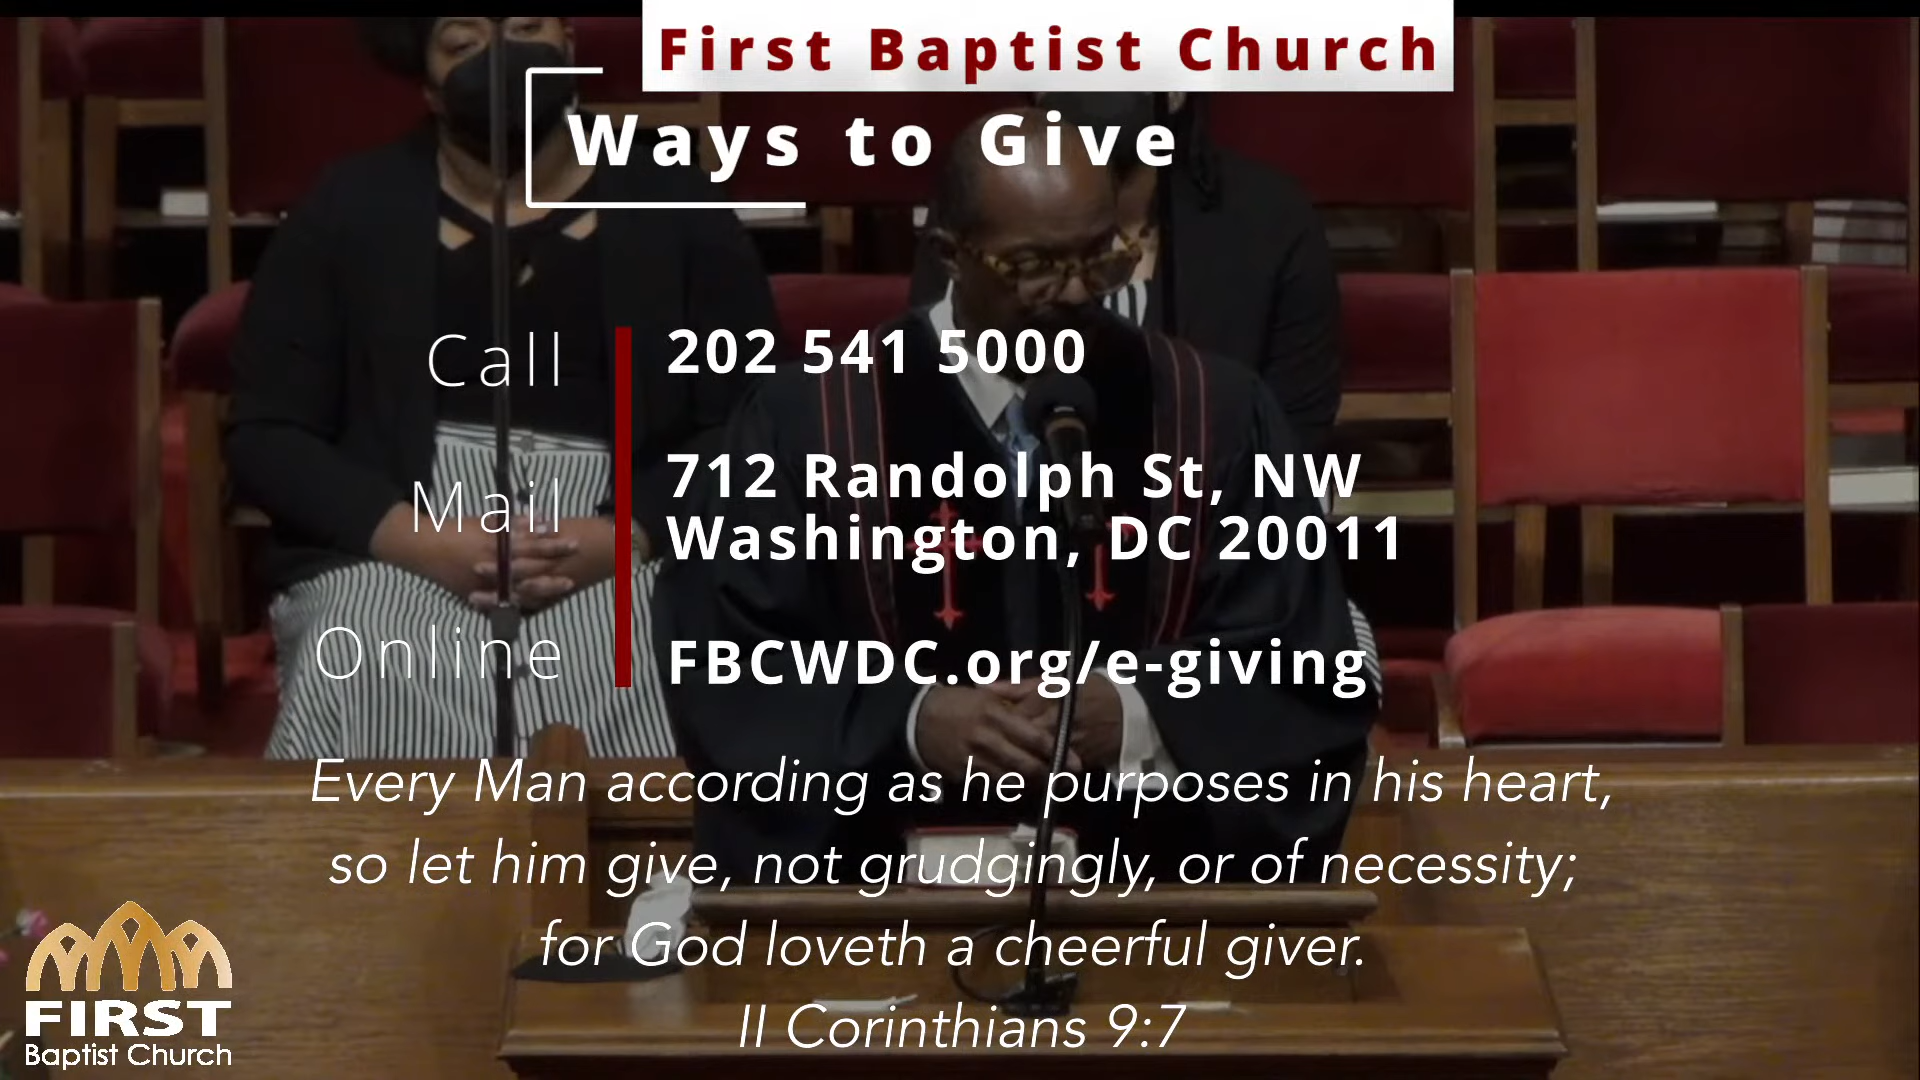 First Baptist Church
Ways to Give
Call
202 541 5000
Mail
712 Randolph St, NW
Washington, DC 20011
Online
FBCWDC.org/e-giving
Every Man according as he purposes in his heart,
so let him give, not grudgingly, or of necessity;
for God loveth a cheerful giver.
II Corinthians 9:7
FIRST
Baptist Church